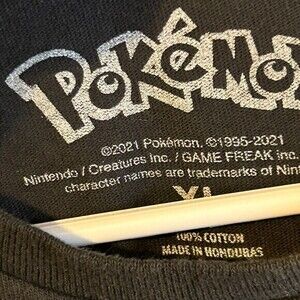 POKéMO
©2021 Pokémon. ©1995-2021
Nintendo / Creatures Inc. / GAME FREAK inc.
character names are trademarks of Nin
XL
100% COTTON
MADE IN HONDURAS